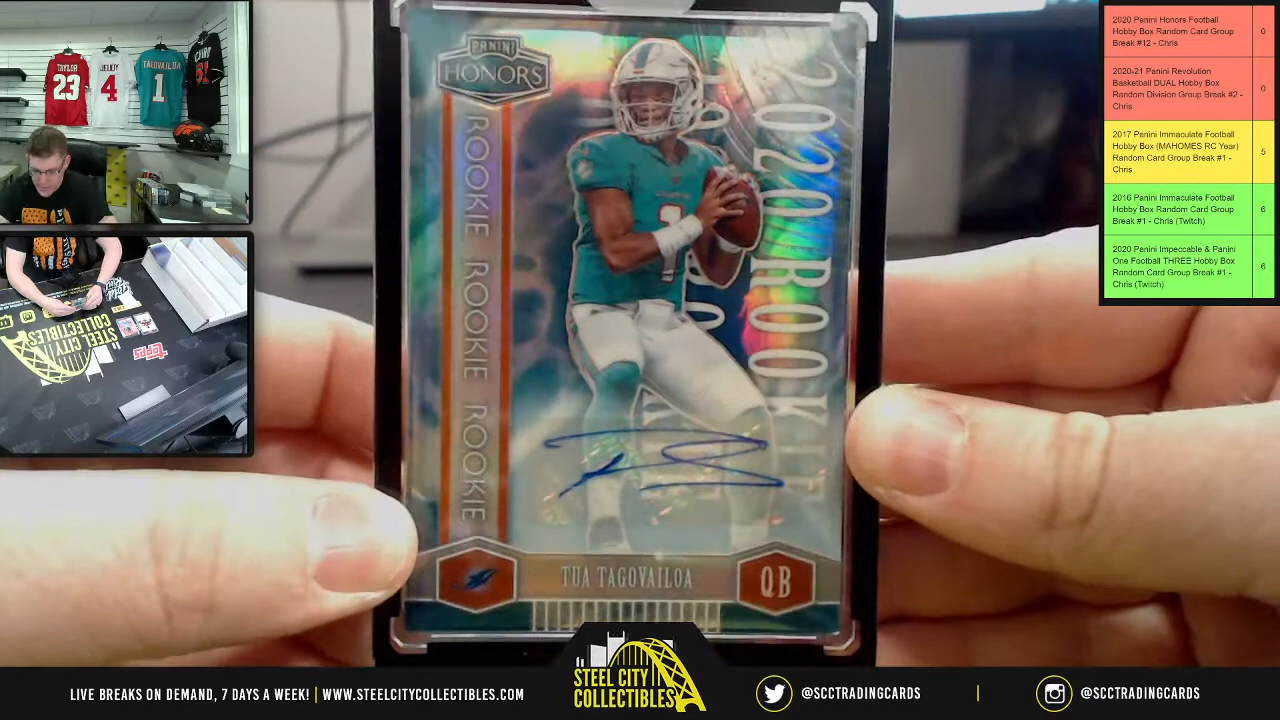 TAYLOR
23
4
TAGOVAILOA
1
51
STEEL CITY
COLLECTIBLES
Topps
PANINI
HONORS
ROOKIE ROOKIE ROOKIE ROOKIE
2020 ROOKIE
1
TUA TAGOVAILOA
QB
2020 Panini Honors Football
Hobby Box Random Card Group
Break #12 - Chris
0
2020-21 Panini Revolution
Basketball DUAL Hobby Box
Random Division Group Break #2 -
Chris
0
2017 Panini Immaculate Football
Hobby Box (MAHOMES RC Year)
Random Card Group Break #1 -
Chris
5
2016 Panini Immaculate Football
Hobby Box Random Card Group
Break #1 - Chris (Twitch)
6
2020 Impeccable & Panini
One Football THREE Hobby Box
Random Card Group Break #1 -
Chris (Twitch)
6
LIVE BREAKS ON DEMAND, 7 DAYS A WEEK! | WWW.STEELCITYCOLLECTIBLES.COM
STEEL CITY
COLLECTIBLES
@SCCTRADINGCARDS
|
@SCCTRADINGCARDS